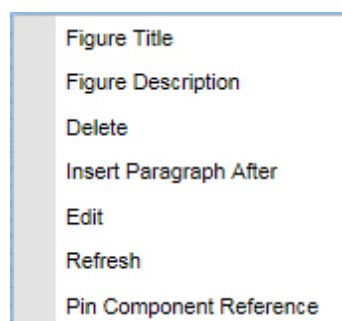 Figure Title
Figure Description
Delete
Insert Paragraph After
Edit
Refresh
Pin Component Reference